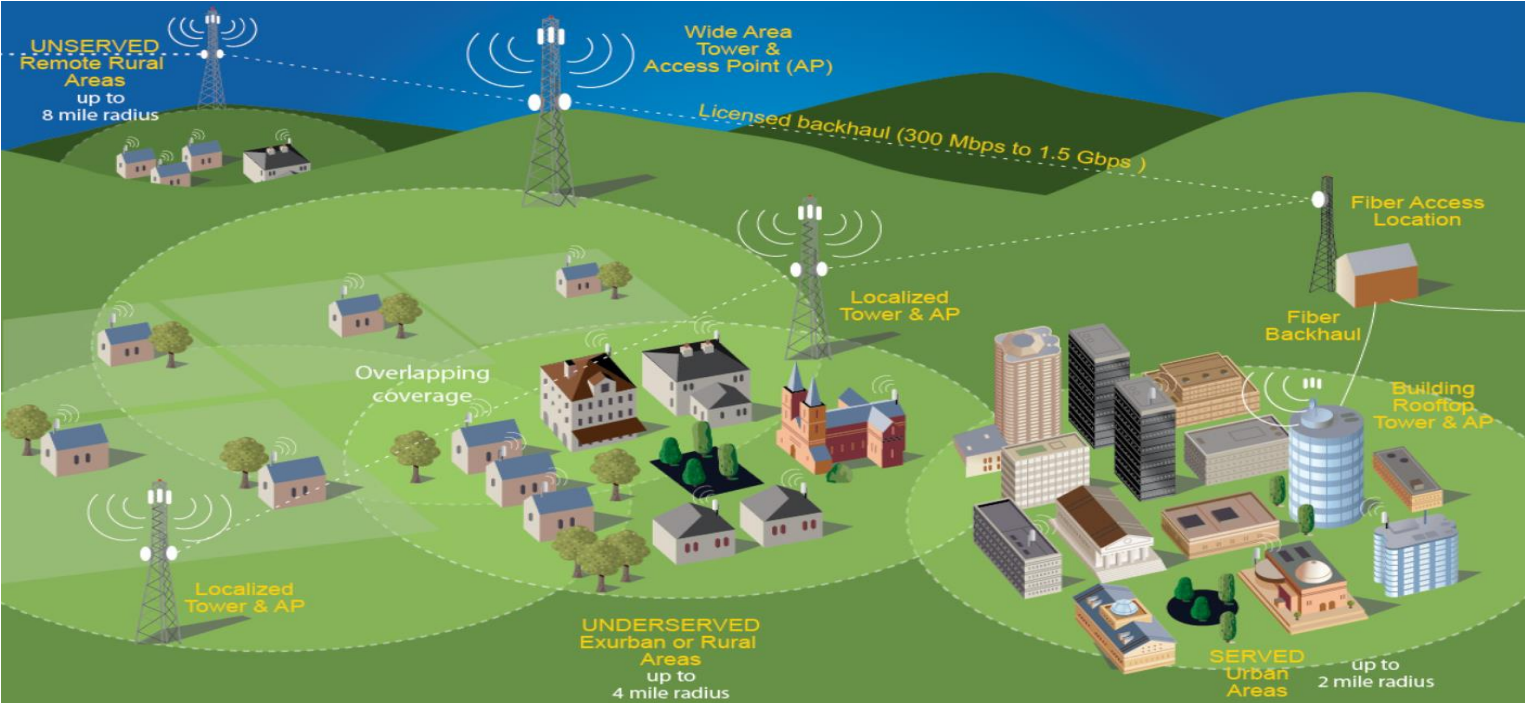 UNSERVED
Remote Rural
Areas
up to
8 mile radius
Wide Area
Tower &
Access Point (AP)
Licensed backhaul (300 Mbps to 1.5 Gbps )
Fiber Access
Location
Localized
Tower & AP
Fiber
Backhaul
Overlapping
coverage
Building
Rooftop
Tower & AP
Localized
Tower & AP
UNDERSERVED
Exurban or Rural
Areas
up to
4 mile radius
SERVED
Urban
Areas
up to
2 mile radius